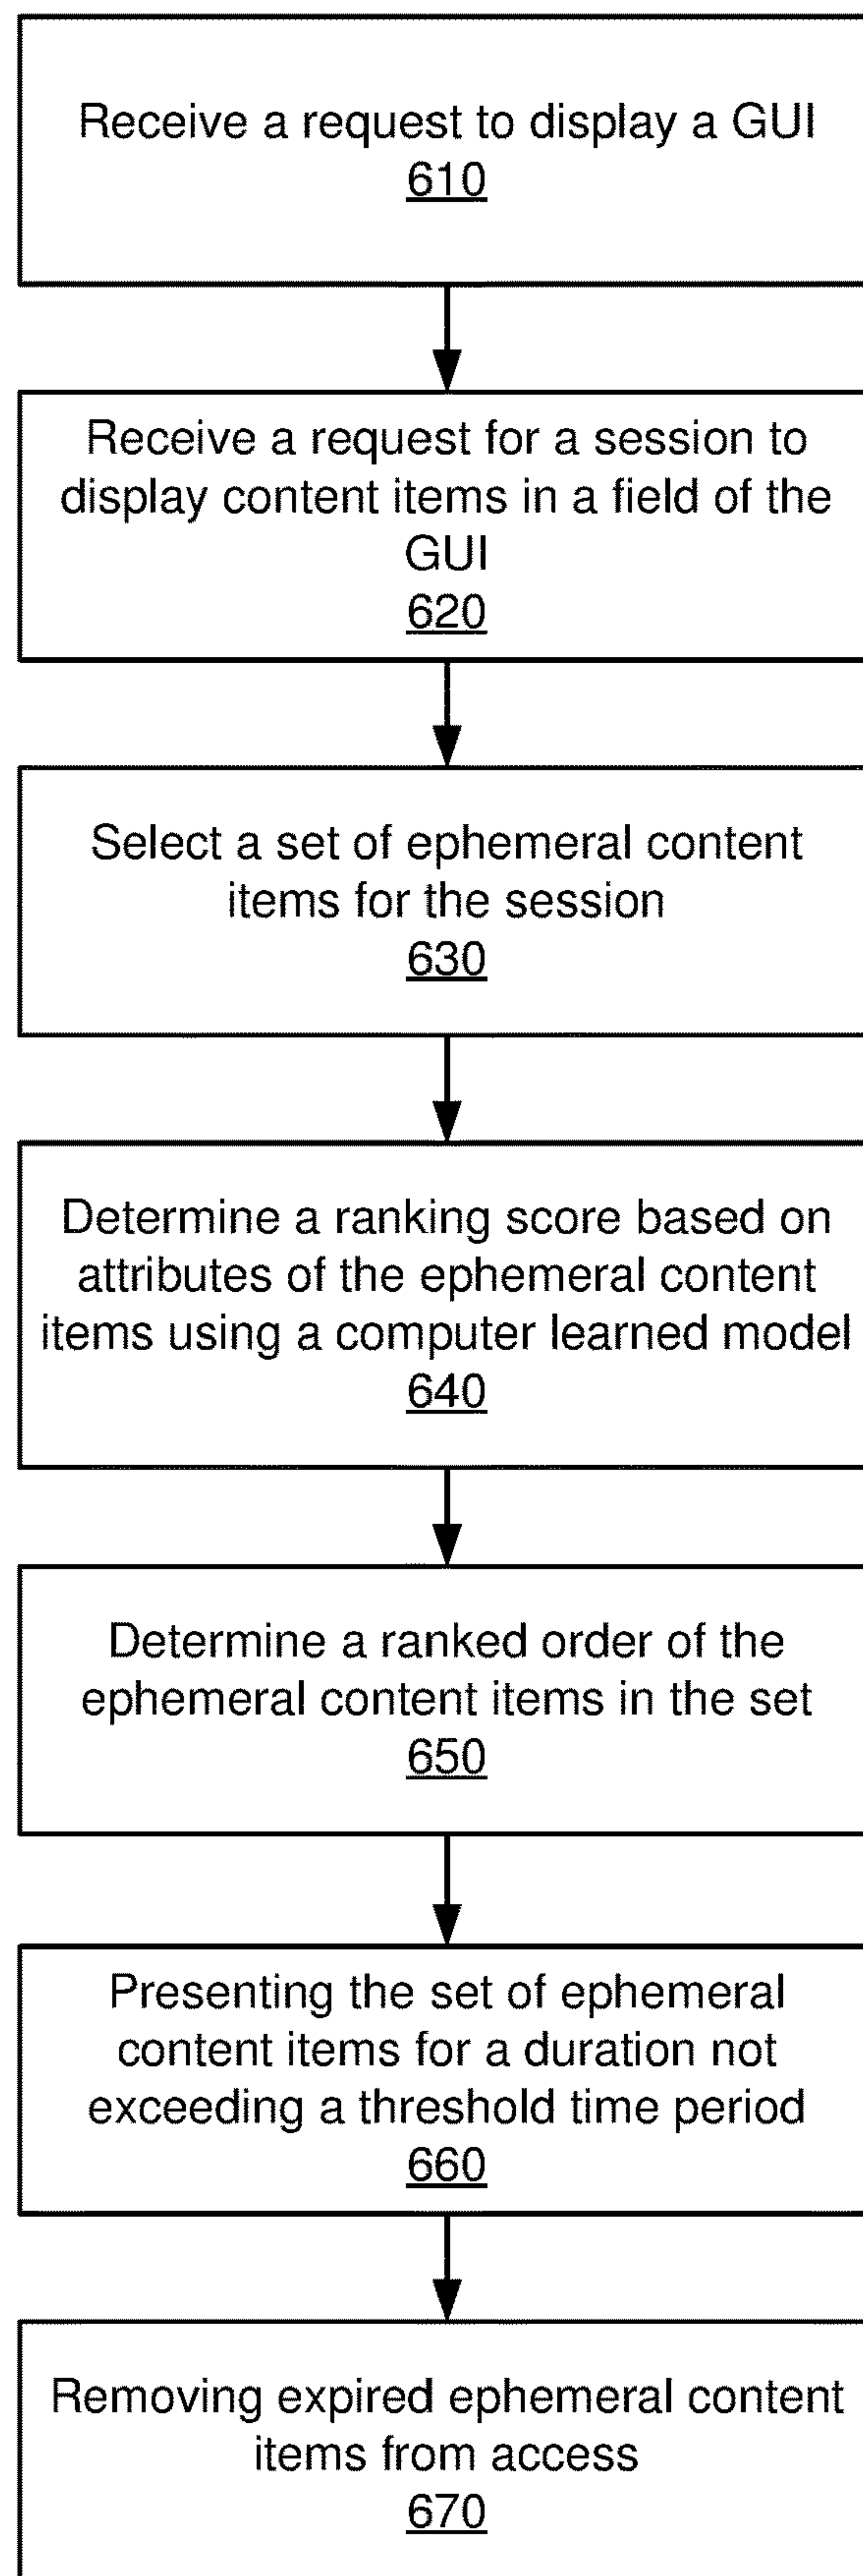 Receive a request to display a GUI
610
Receive a request for a session to
display content items in a field of the
GUI
620
Select a set of ephemeral content
items for the session
630
Determine a ranking score based on
attributes of the ephemeral content
items using a computer learned model
640
Determine a ranked order of the
ephemeral content items in the set
650
Presenting the set of ephemeral
content items for a duration not
exceeding a threshold time period
660
Removing expired ephemeral content
items from access
670